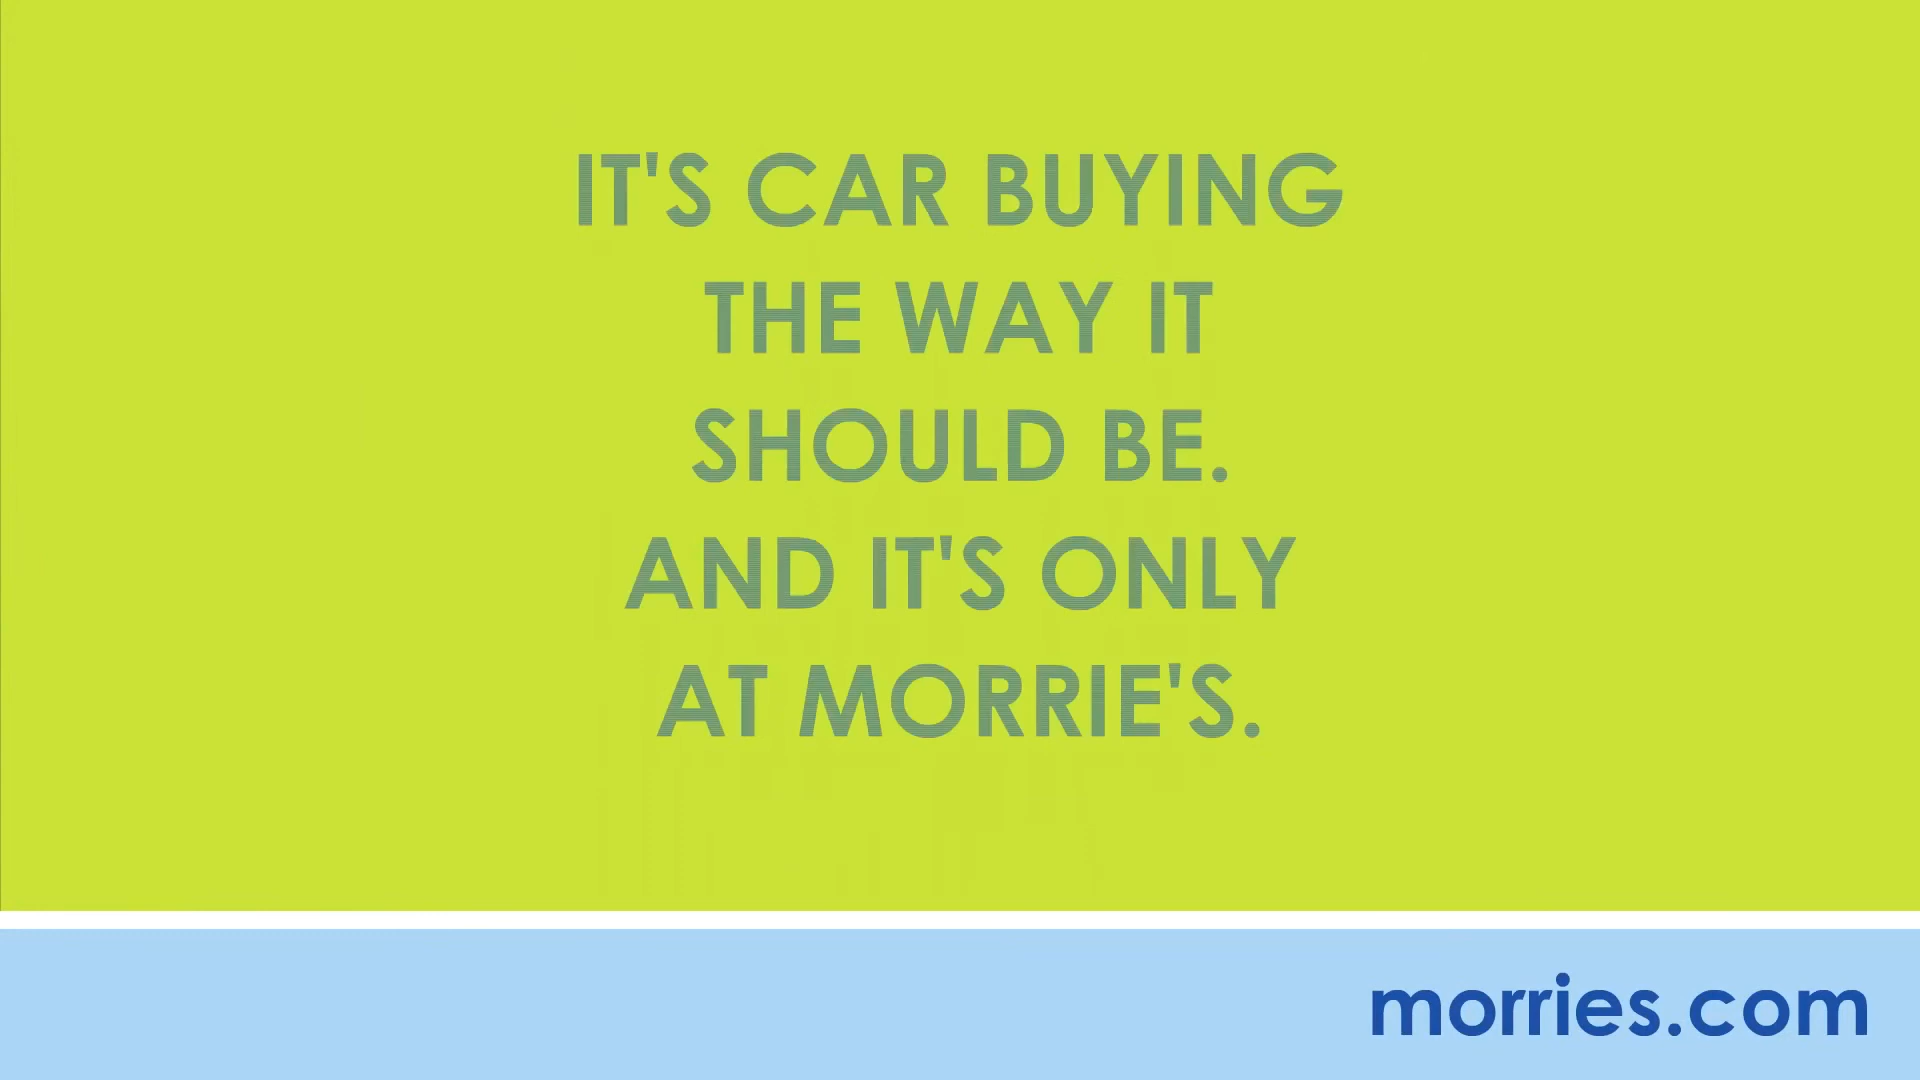 IT'S CAR BUYING
THE WAY IT
SHOULD BE.
AND IT'S ONLY
AT MORRIE'S.
morries.com